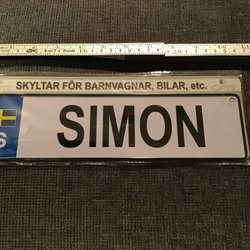 SKYLTAR FÖR BARNVAGNAR, BILAR, etc.
S SIMON